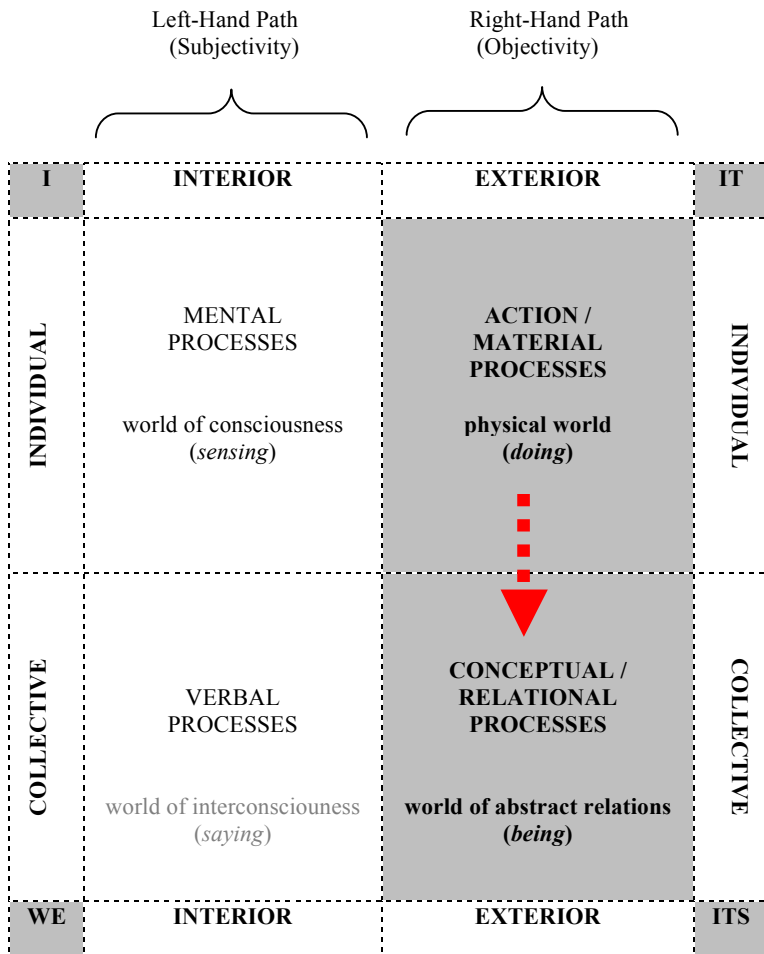 Left-Hand Path
(Subjectivity)
Right-Hand Path
(Objectivity)
I
INTERIOR
EXTERIOR
IT
INDIVIDUAL
MENTAL
PROCESSES
world of consciousness
(sensing)
ACTION /
MATERIAL
PROCESSES
physical world
(doing)
INDIVIDUAL
COLLECTIVE
VERBAL
PROCESSES
world of interconsciouness
(saying)
CONCEPTUAL /
RELATIONAL
PROCESSES
world of abstract relations
(being)
COLLECTIVE
WE
INTERIOR
EXTERIOR
ITS